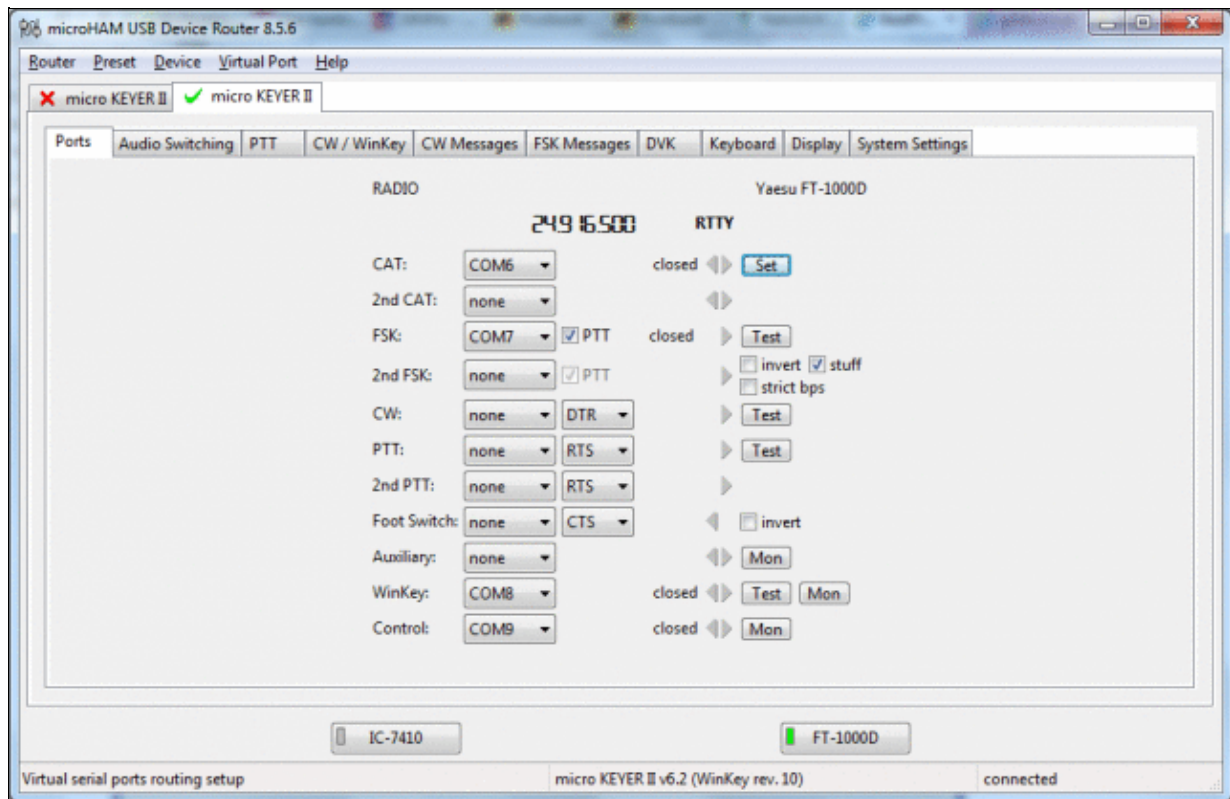 microHAM USB Device Router 8.5.6
Router Preset Device Virtual Port Help
micro KEYER II micro KEYER II
Ports Audio Switching PTT CW / WinKey CW Messages FSK Messages DVK Keyboard Display System Settings
RADIO Yaesu FT-1000D
24.916.500 RTTY
CAT: COM6 closed Set
2nd CAT: none
FSK: COM7 PTT closed Test
2nd FSK: none PTT invert stuff
strict bps
CW: none DTR Test
PTT: none RTS Test
2nd PTT: none RTS
Foot Switch: none CTS invert
Auxiliary: none Mon
WinKey: COM8 closed Test Mon
Control: COM9 closed Mon
IC-7410 FT-1000D
Virtual serial ports routing setup micro KEYER II v6.2 (WinKey rev. 10) connected